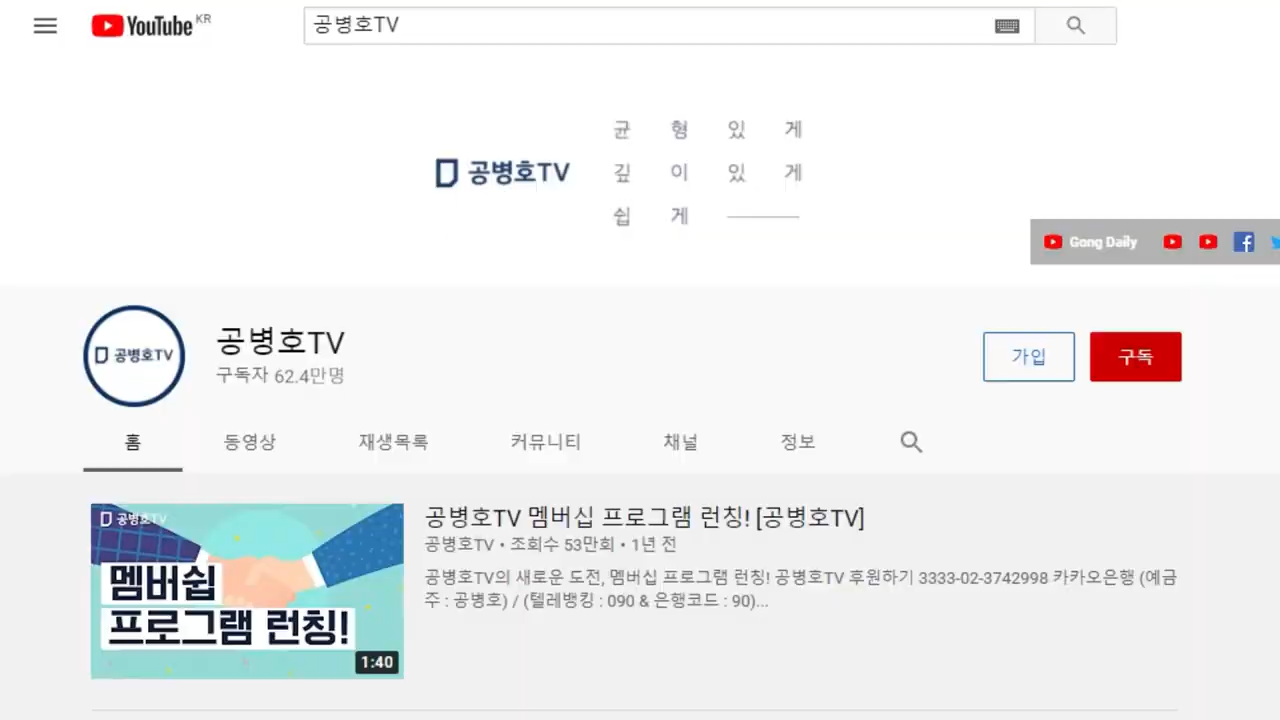 YouTube KR
공병호TV
공병호TV
균 형 있 게
깊 이 있 게
쉽 게
Gong Daily
공병호TV
공병호TV
구독자 62.4만명
가입
구독
홈 동영상 재생목록 커뮤니티 채널 정보
공병호TV
멤버쉽
프로그램 런칭!
1:40
공병호TV 멤버십 프로그램 런칭! [공병호TV]
공병호TV • 조회수 53만회 • 1년 전
공병호TV의 새로운 도전, 멤버십 프로그램 런칭! 공병호TV 후원하기 3333-02-3742998 카카오은행 (예금
주 : 공병호) / (텔레뱅킹 : 090 & 은행코드 : 90)...